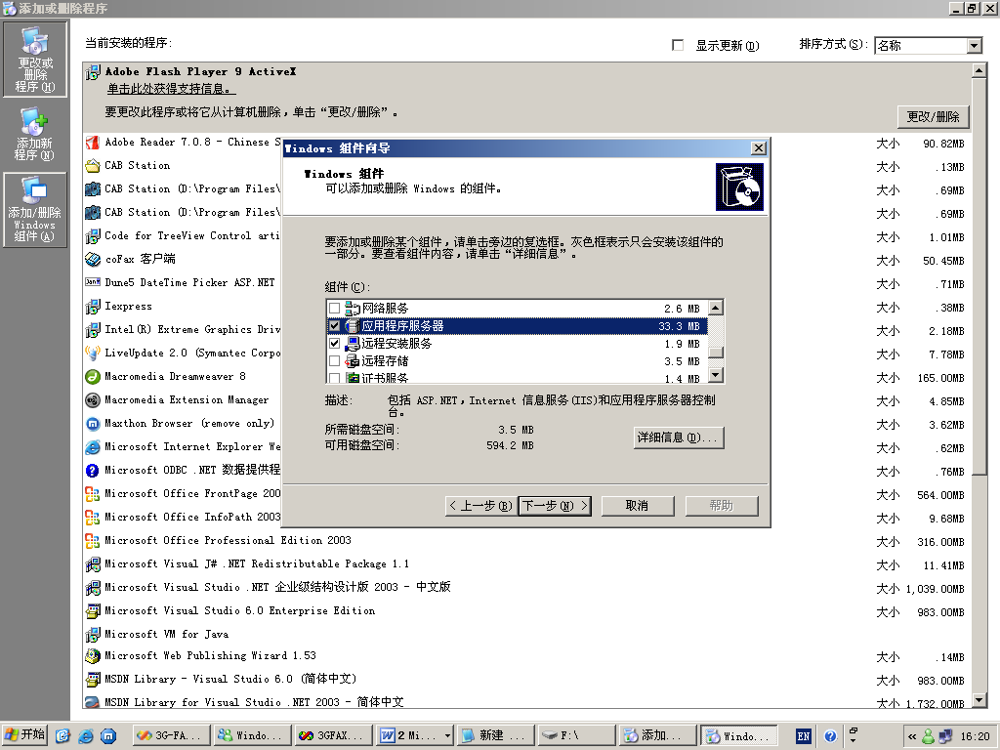 添加或删除程序
当前安装的程序:
显示更新(D)
排序方式(S): 名称
更改或删除程序(H)
添加新程序(N)
添加/删除Windows组件(A)
Adobe Flash Player 9 ActiveX
单击此处获得支持信息。
要更改此程序或将它从计算机删除，单击“更改/删除”。
更改/删除
Adobe Reader 7.0.8 - Chinese S 大小 90.82MB
CAB Station 大小 .13MB
CAB Station (D:\Program Files\ 大小 .69MB
CAB Station (D:\Program Files\ 大小 .69MB
Code for TreeView Control arti 大小 1.01MB
coFax 客户端 大小 50.45MB
Dune5 DateTime Picker ASP.NET 大小 .71MB
Iexpress 大小 .38MB
Intel(R) Extreme Graphics Driv 大小 2.18MB
LiveUpdate 2.0 (Symantec Corpo 大小 7.78MB
Macromedia Dreamweaver 8 大小 165.00MB
Macromedia Extension Manager 大小 4.85MB
Maxthon Browser (remove only) 大小 3.62MB
Microsoft Internet Explorer We 大小 .62MB
Microsoft ODBC .NET 数据提供程 大小 .76MB
Microsoft Office FrontPage 200 大小 564.00MB
Microsoft Office InfoPath 2003 大小 9.68MB
Microsoft Office Professional Edition 2003 大小 316.00MB
Microsoft Visual J# .NET Redistributable Package 1.1 大小 11.41MB
Microsoft Visual Studio .NET 企业级结构设计版 2003 - 中文版 大小 1,039.00MB
Microsoft Visual Studio 6.0 Enterprise Edition 大小 983.00MB
Microsoft VM for Java
Microsoft Web Publishing Wizard 1.53 大小 .14MB
MSDN Library - Visual Studio 6.0 (简体中文) 大小 983.00MB
MSDN Library for Visual Studio .NET 2003 - 简体中文 大小 1,732.00MB
Windows 组件向导
Windows 组件
可以添加或删除 Windows 的组件。
要添加或删除某个组件，请单击旁边的复选框。灰色框表示只会安装该组件的
一部分。要查看组件内容，请单击“详细信息”。
组件(C):
网络服务 2.6 MB
应用程序服务器 33.3 MB
远程安装服务 1.9 MB
远程存储 3.5 MB
证书服务 1.4 MB
描述: 包括 ASP.NET，Internet 信息服务(IIS)和应用程序服务器控制
台。
所需磁盘空间: 3.5 MB
可用磁盘空间: 594.2 MB
详细信息(D)...
< 上一步(B) 下一步(N) > 取消 帮助
开始 3G-FA... Windo... 3GFAX... 2 Mi... 新建 ... F:\ 添加... Windo... EN ? « 16:20